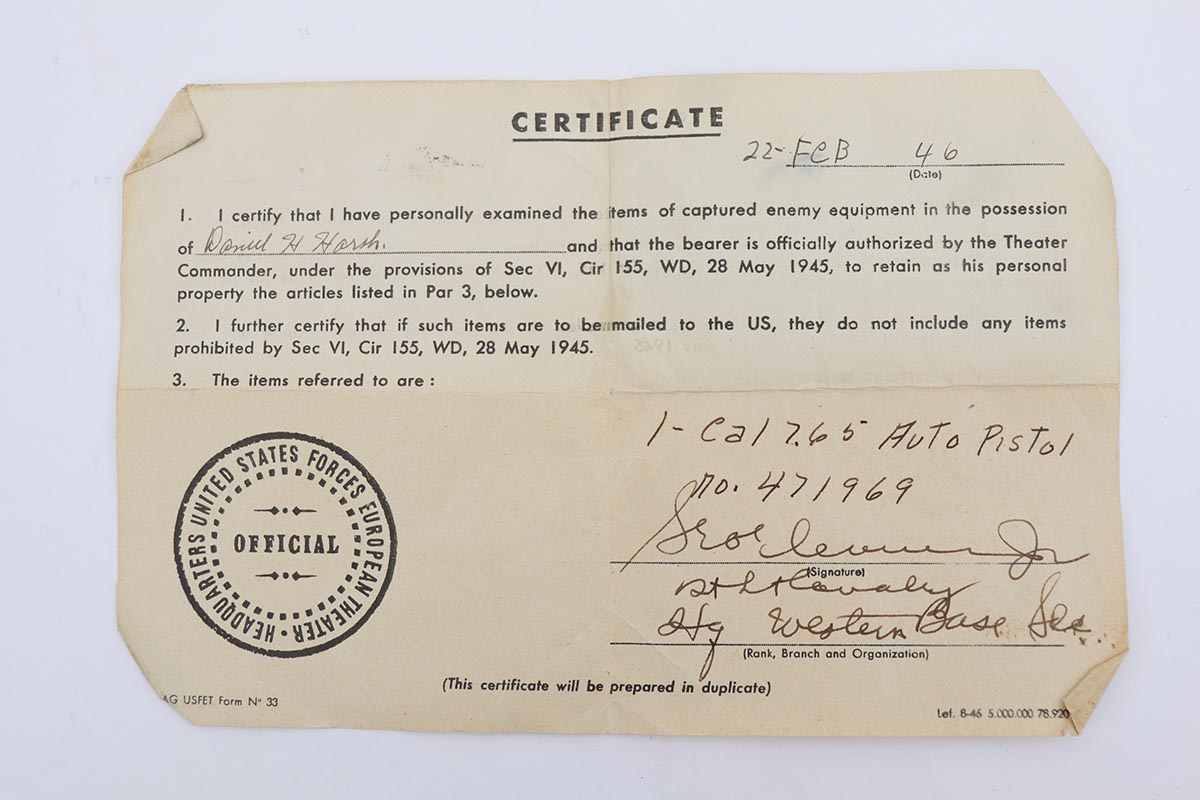 CERTIFICATE
22-FEB 46
(Date)
1. I certify that I have personally examined the items of captured enemy equipment in the possession
of Daniel H Harsh. and that the bearer is officially authorized by the Theater
Commander, under the provisions of Sec VI, Cir 155, WD, 28 May 1945, to retain as his personal
property the articles listed in Par 3, below.
2. I further certify that if such items are to be mailed to the US, they do not include any items
prohibited by Sec VI, Cir 155, WD, 28 May 1945.
3. The items referred to are :
1- Cal 7.65 Auto Pistol
no. 471969
HEADQUARTERS UNITED STATES FORCES EUROPEAN THEATER •
OFFICIAL
Jr
(Signature)
Cavalry
Hq Western Base Sec.
(Rank, Branch and Organization)
(This certificate will be prepared in duplicate)
AG USFET Form Nº 33
Lef. 8-45 5.000.000 78.920